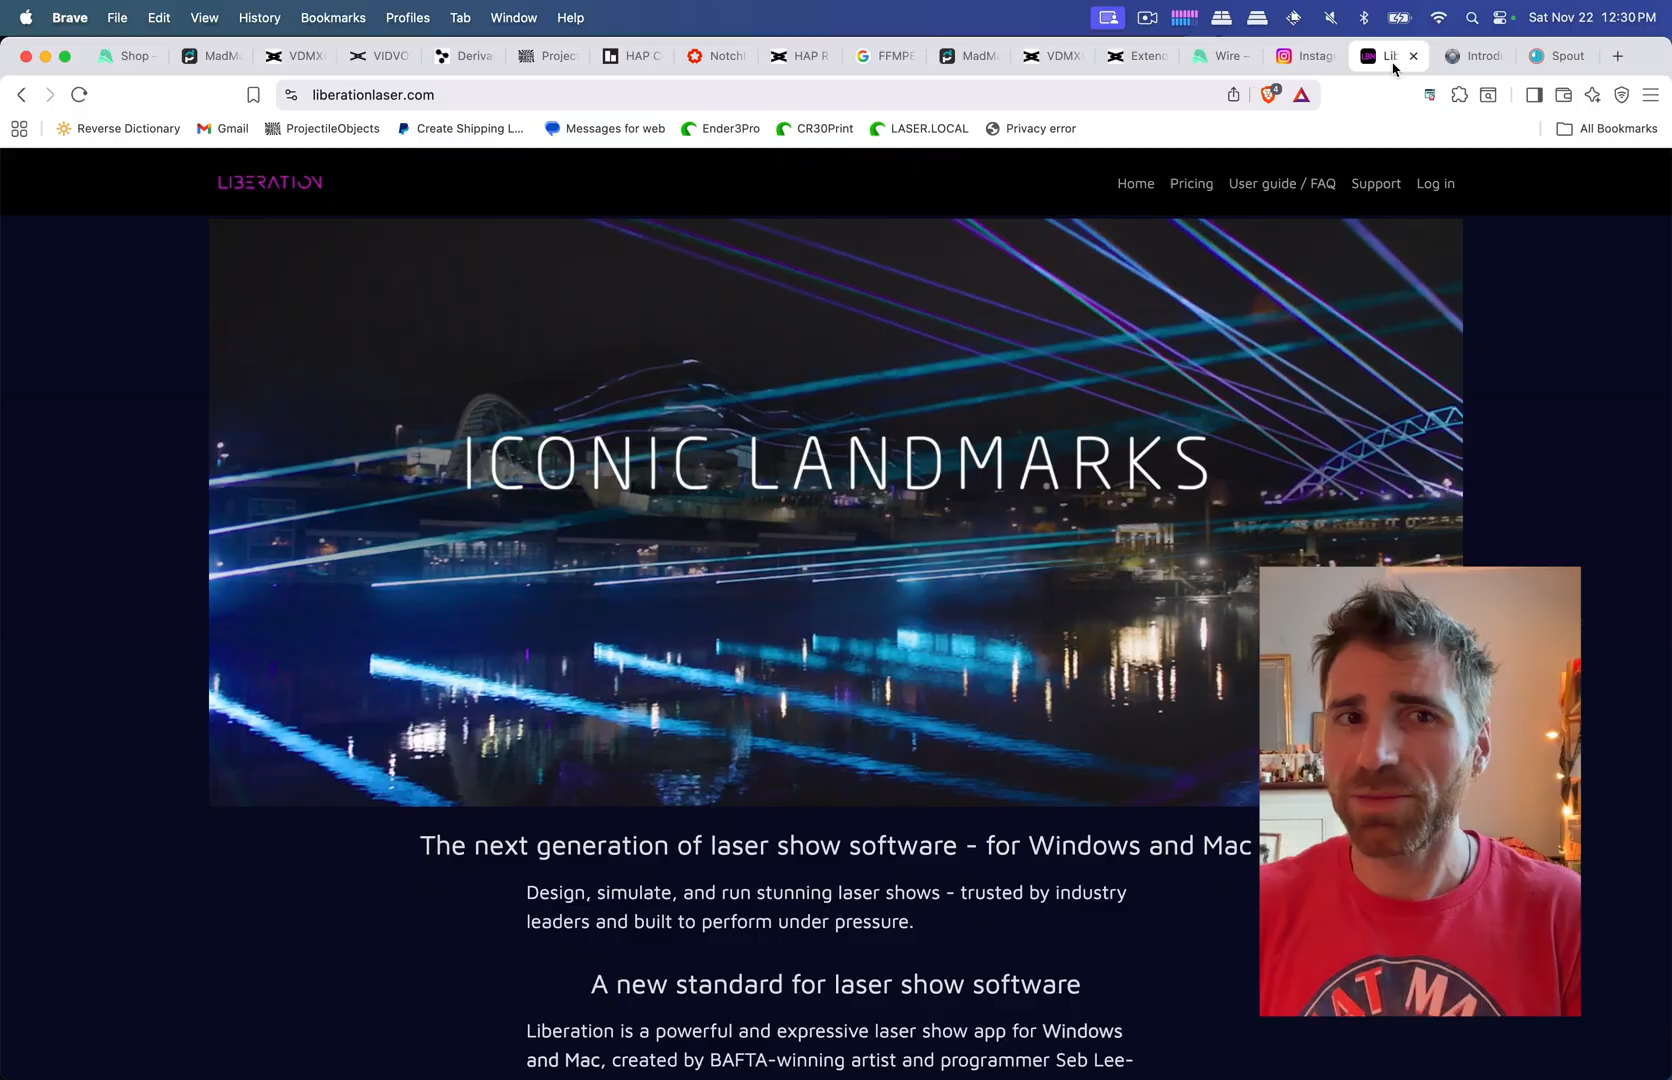 Brave File Edit View History Bookmarks Profiles Tab Window Help Sat Nov 22 12:30 PM
Shop – MadMa VDMX VIDVO Deriva Project HAP C Notch HAP R FFMPE MadMa VDMX Extend Wire – Instag Lib Introdu Spout
liberationlaser.com 4
Reverse Dictionary Gmail ProjectileObjects Create Shipping L... Messages for web Ender3Pro CR30Print LASER.LOCAL Privacy error All Bookmarks
LIBERATION Home Pricing User guide / FAQ Support Log in
ICONIC LANDMARKS
The next generation of laser show software - for Windows and Mac
Design, simulate, and run stunning laser shows - trusted by industry
leaders and built to perform under pressure.
A new standard for laser show software
Liberation is a powerful and expressive laser show app for Windows
and Mac, created by BAFTA-winning artist and programmer Seb Lee-